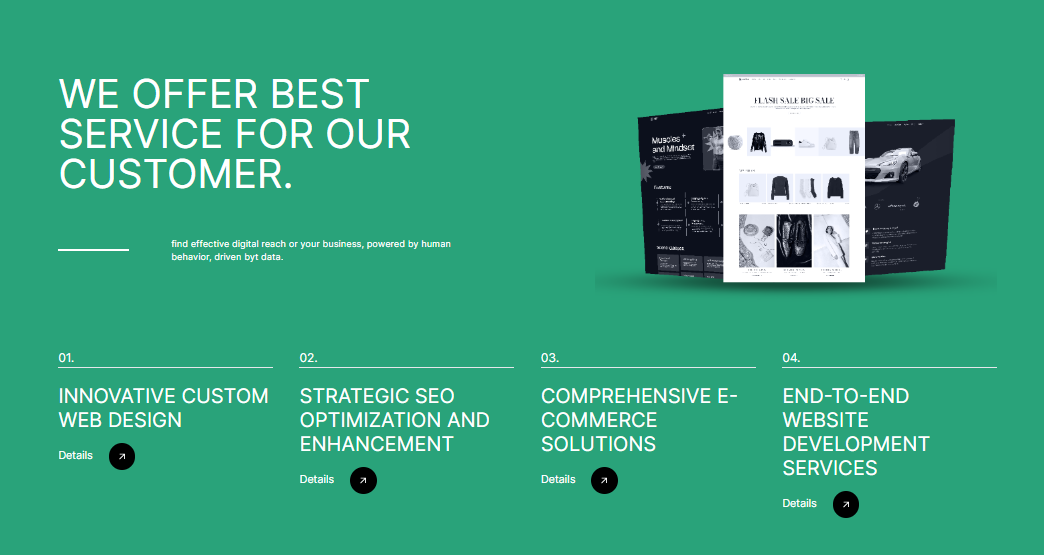 WE OFFER BEST
SERVICE FOR OUR
CUSTOMER.
find effective digital reach or your business, powered by human
behavior, driven byt data.
Muscles +
and Mindset
Features
FLASH SALE BIG SALE
01.
INNOVATIVE CUSTOM
WEB DESIGN
Details
02.
STRATEGIC SEO
OPTIMIZATION AND
ENHANCEMENT
Details
03.
COMPREHENSIVE E-
COMMERCE
SOLUTIONS
Details
04.
END-TO-END
WEBSITE
DEVELOPMENT
SERVICES
Details